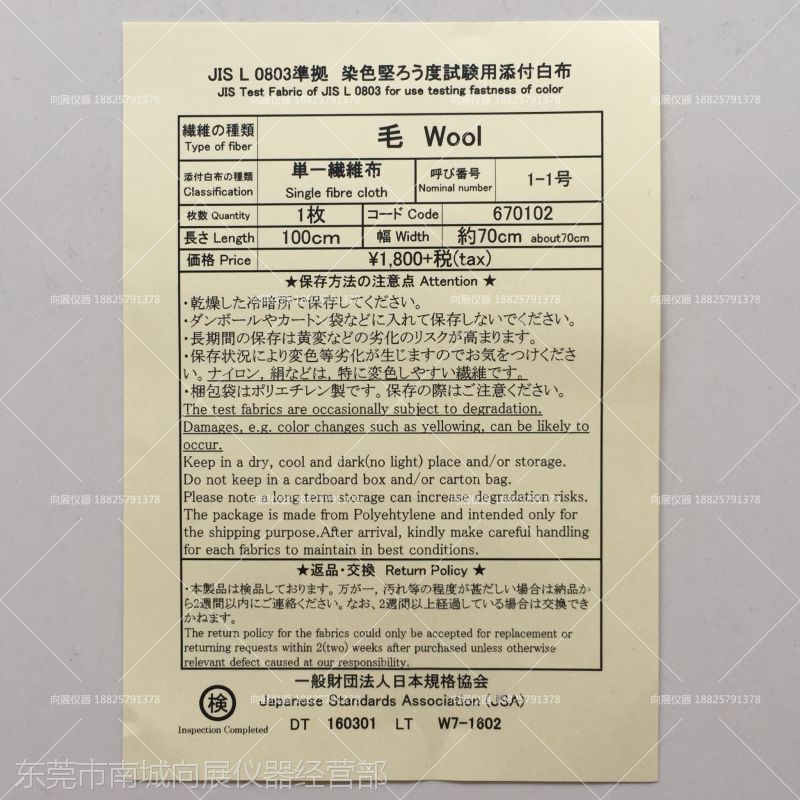 JIS L 0803準拠 染色堅ろう度試験用添付白布
JIS Test Fabric of JIS L 0803 for use testing fastness of color
繊維の種類 毛 Wool
Type of fiber
添付白布の種類 単一繊維布 呼び番号 1-1号
Classification Single fibre cloth Nominal number
枚数 Quantity 1枚 コード Code 670102
長さ Length 100cm 幅 Width 約70cm about70cm
価格 Price ¥1,800+税(tax)
★保存方法の注意点 Attention ★
・乾燥した冷暗所で保存してください。
・ダンボールやカートン袋などに入れて保存しないでください。
・長期間の保存は黄変などの劣化のリスクが高まります。
・保存状況により変色等劣化が生じますのでお気をつけくださ
い。ナイロン，絹などは，特に変色しやすい繊維です。
・梱包袋はポリエチレン製です。保存の際はご注意ください。
The test fabrics are occasionally subject to degradation.
Damages, e.g. color changes such as yellowing, can be likely to
occur.
Keep in a dry, cool and dark(no light) place and/or storage.
Do not keep in a cardboard box and/or carton bag.
Please note a long term storage can increase degradation risks.
The package is made from Polyehtylene and intended only for
the shipping purpose.After arrival, kindly make careful handling
for each fabrics to maintain in best conditions.
★返品・交換 Return Policy ★
・本製品は検品しております。万が一，汚れ等の程度が甚だしい場合は納品か
ら2週間以内にご連絡ください。なお、2週間以上経過している場合は交換でき
かねます。
The return policy for the fabrics could only be accepted for replacement or
returning requests within 2(two) weeks after purchased unless otherwise
relevant defect caused at our responsibility.
一般財団法人日本規格協会
検 Japanese Standards Association (JSA)
Inspection Completed DT 160301 LT W7-1602
东莞市南城向展仪器经营部
向展仪器 18825791378